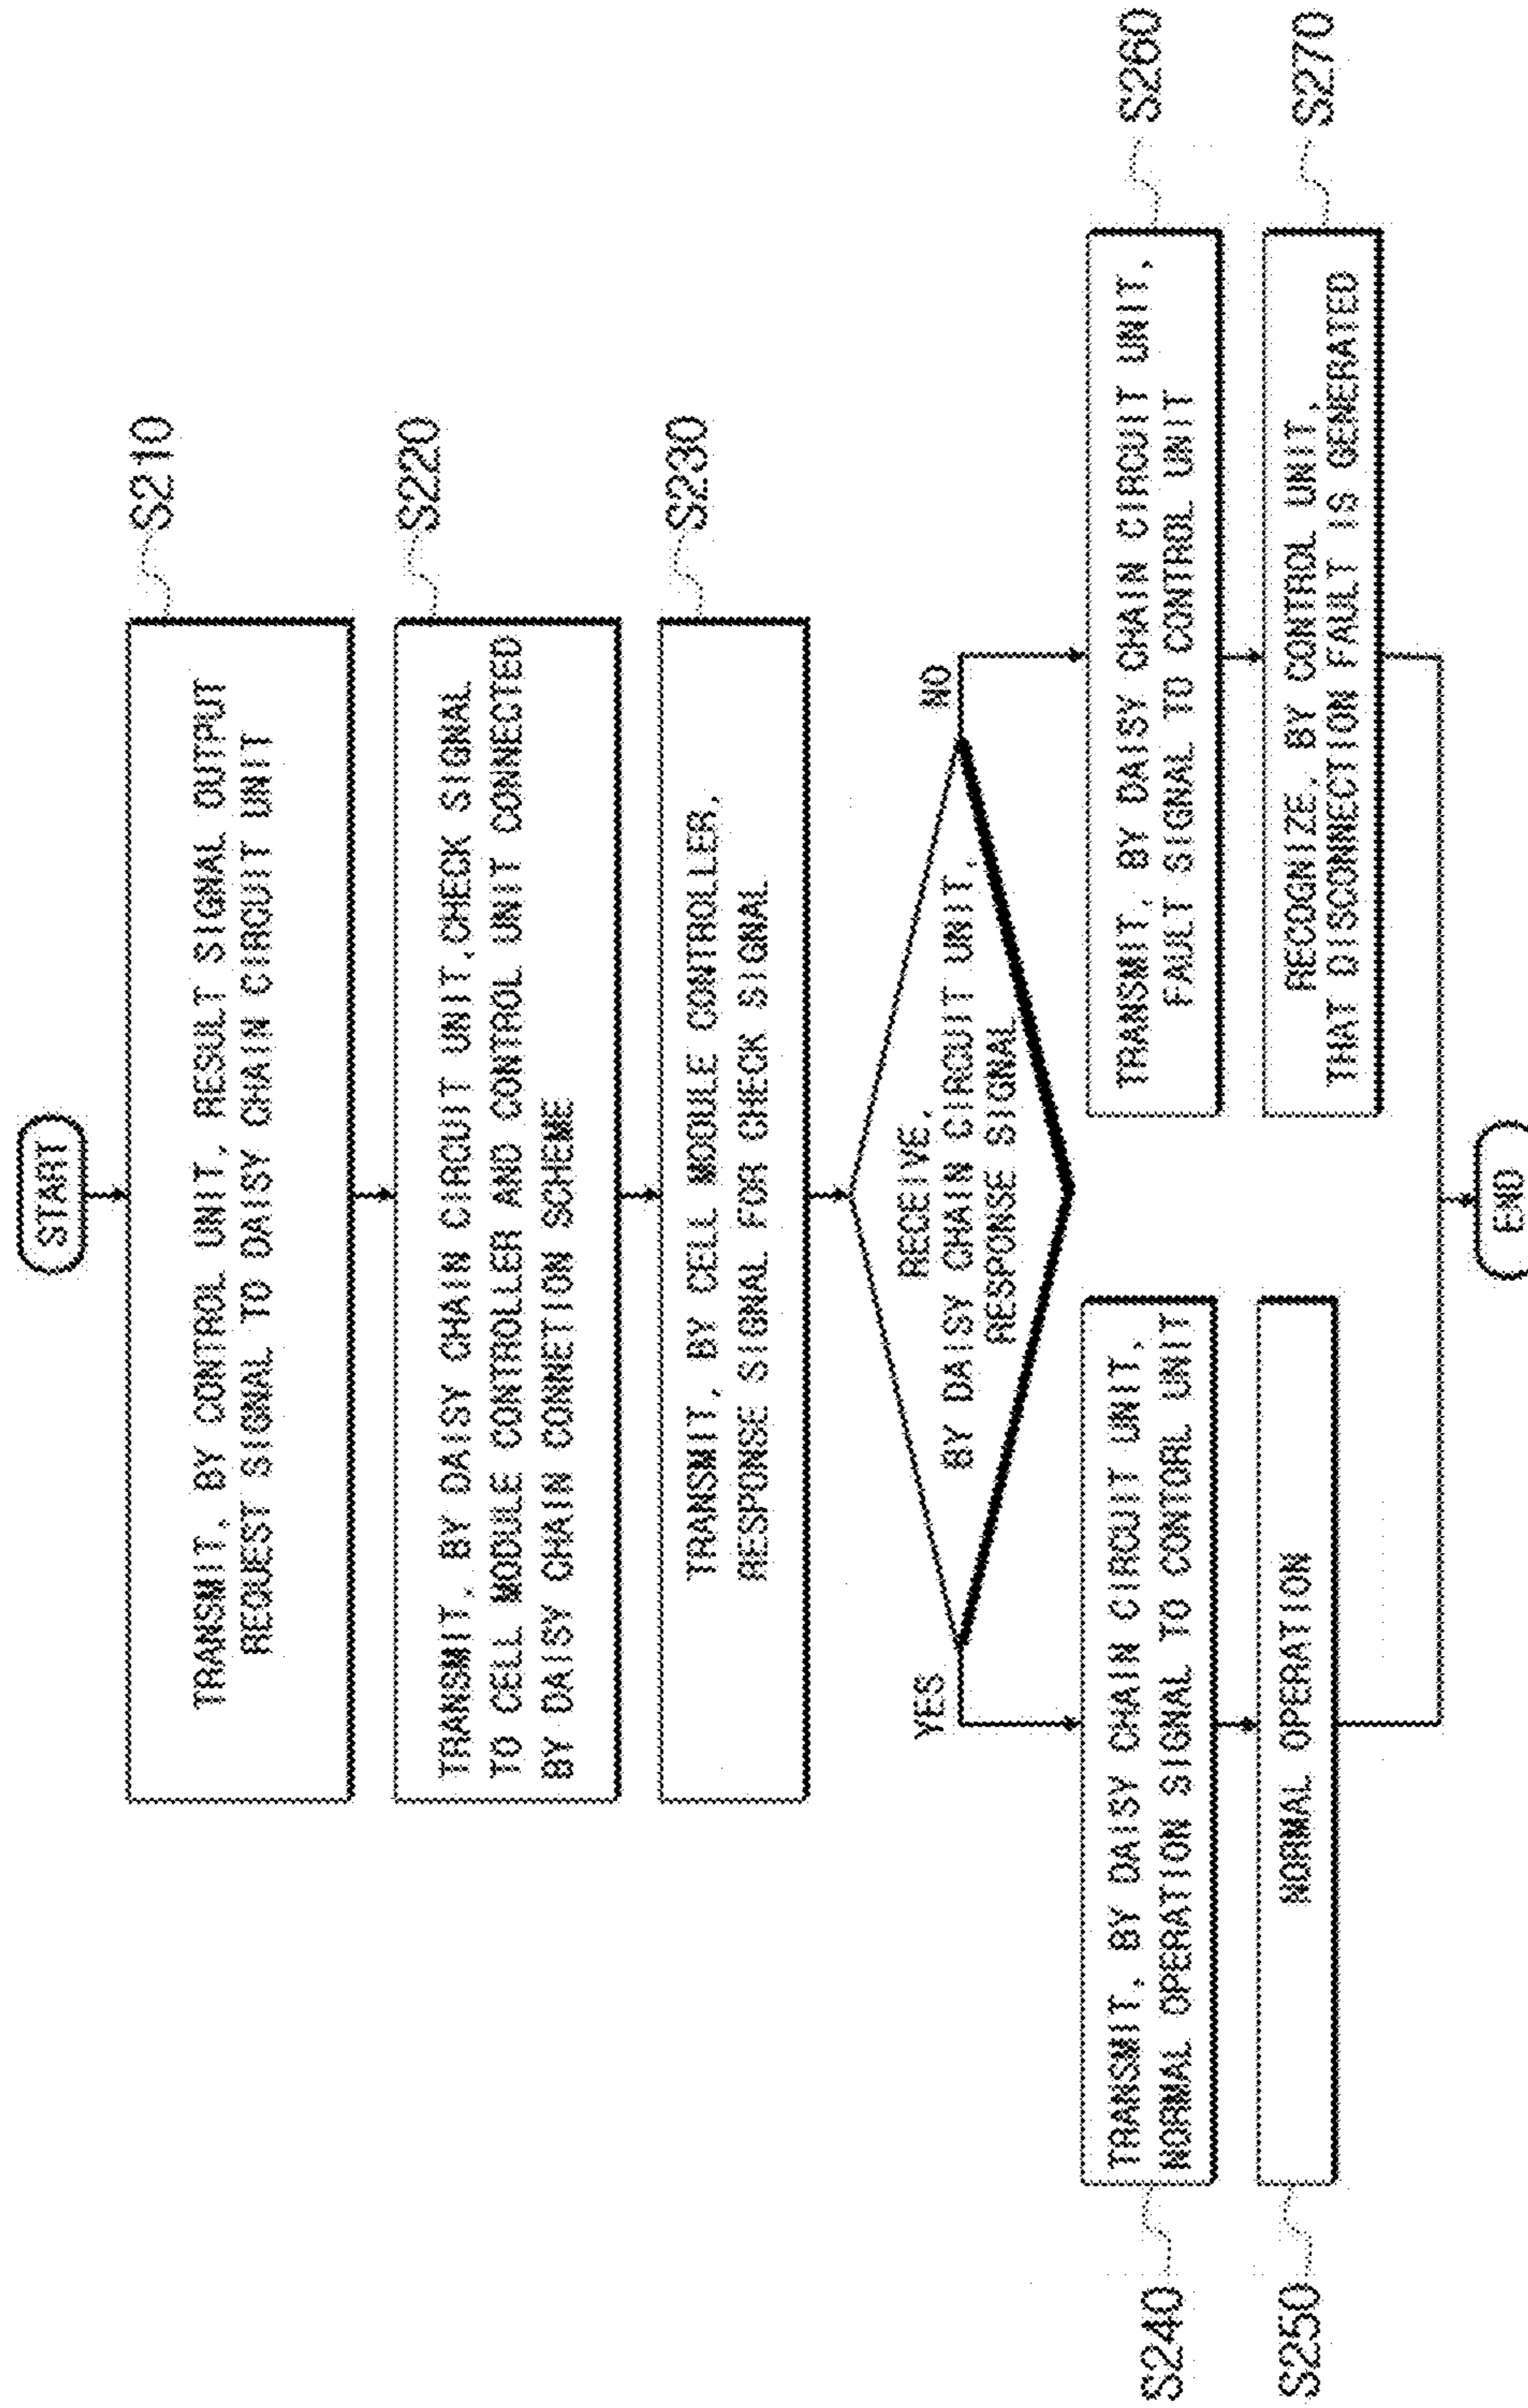 START
TRANSMIT, BY CONTROL UNIT, RESULT SIGNAL OUTPUT
REQUEST SIGNAL TO DAISY CHAIN CIRCUIT UNIT
S210
TRANSMIT, BY DAISY CHAIN CIRCUIT UNIT,CHECK SIGNAL
TO CELL MODULE CONTROLLER AND CONTROL UNIT CONNECTED
BY DAISY CHAIN CONNETION SCHEME
S220
TRANSMIT, BY CELL MODULE CONTROLLER,
RESPONSE SIGNAL FOR CHECK SIGNAL
S230
RECEIVE,
BY DAISY CHAIN CIRCUIT UNIT,
RESPONSE SIGNAL
YES
NO
S240
TRANSMIT, BY DAISY CHAIN CIRCUIT UNIT,
NORMAL OPERATION SIGNAL TO CONTORL UNIT
TRANSMIT, BY DAISY CHAIN CIRCUIT UNIT,
FAULT SIGNAL TO CONTROL UNIT
S260
S250
NORMAL OPERATION
RECOGNIZE, BY CONTROL UNIT,
THAT DISCONNECTION FAULT IS GENERATED
S270
END